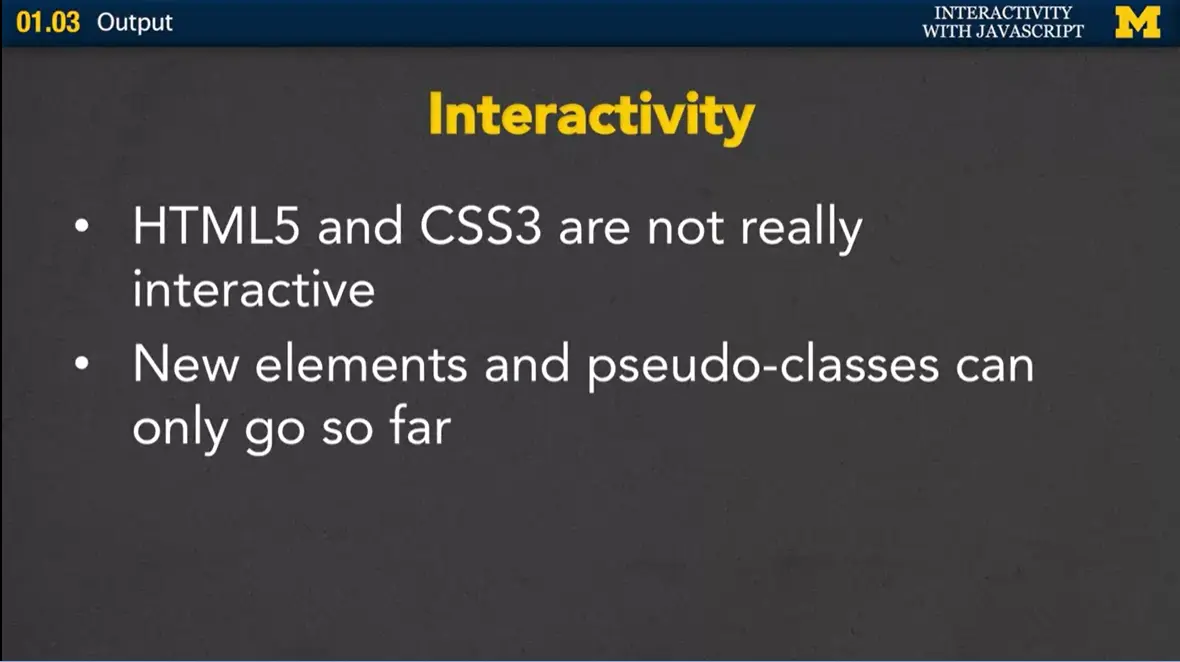 01.03 Output
INTERACTIVITY
WITH JAVASCRIPT
M
Interactivity
• HTML5 and CSS3 are not really
interactive
• New elements and pseudo-classes can
only go so far